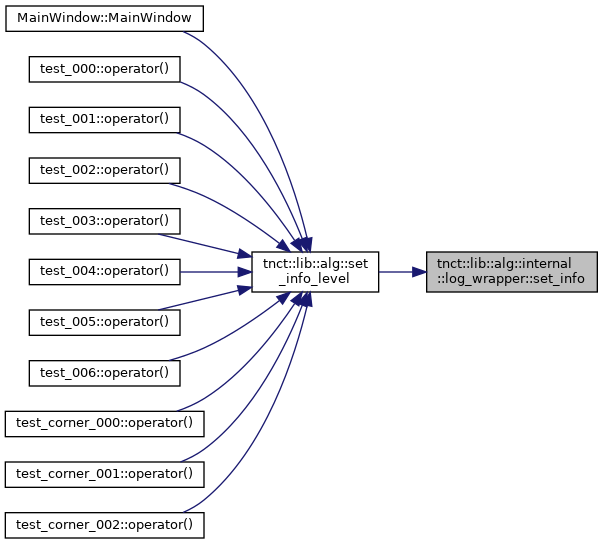 MainWindow::MainWindow
test_000::operator()
test_001::operator()
test_002::operator()
test_003::operator()
test_004::operator()
test_005::operator()
test_006::operator()
test_corner_000::operator()
test_corner_001::operator()
test_corner_002::operator()
tnct::lib::alg::set
_info_level
tnct::lib::alg::internal
::log_wrapper::set_info